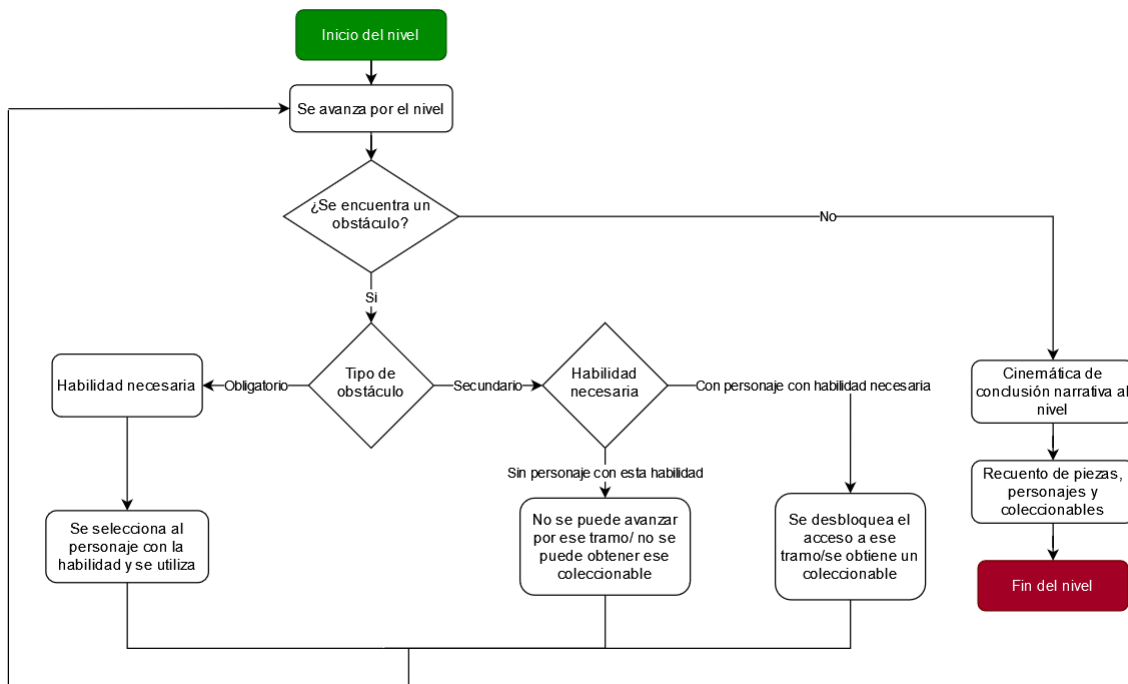 Inicio del nivel
Se avanza por el nivel
¿Se encuentra un
obstáculo?
No
Si
Tipo de
obstáculo
Obligatorio
Habilidad necesaria
Secundario
Habilidad
necesaria
Con personaje con habilidad necesaria
Sin personaje con esta habilidad
Cinemática de
conclusión narrativa al
nivel
Recuento de piezas,
personajes y
coleccionables
Se selecciona al
personaje con la
habilidad y se utiliza
No se puede avanzar
por ese tramo/ no se
puede obtener ese
coleccionable
Se desbloquea el
acceso a ese
tramo/se obtiene un
coleccionable
Fin del nivel